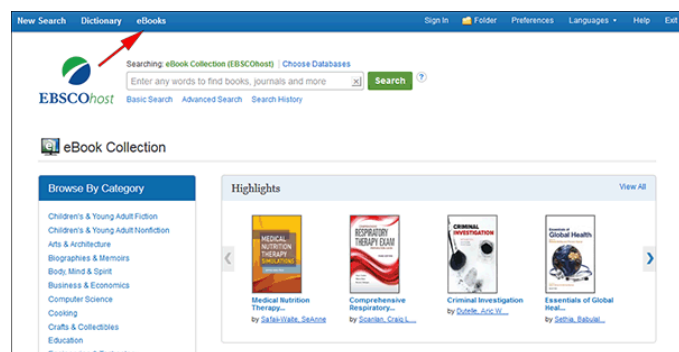 New Search Dictionary eBooks Sign In Folder Preferences Languages Help Exit
Searching: eBook Collection (EBSCOhost) Choose Databases
Enter any words to find books, journals and more
Search
?
EBSCOhost
Basic Search Advanced Search Search History
eBook Collection
Browse By Category
Children's & Young Adult Fiction
Children's & Young Adult Nonfiction
Arts & Architecture
Biographies & Memoirs
Body, Mind & Spirit
Business & Economics
Computer Science
Cooking
Crafts & Collectibles
Education
Highlights
View All
MEDICAL
NUTRITION
THERAPY
SIMULATIONS
RESPIRATORY
THERAPY EXAM
CRIMINAL
INVESTIGATION
Essentials of
Global Health
Medical Nutrition
Therapy...
by Safaii-Waite, SeAnne
Comprehensive
Respiratory...
by Scanlan, Craig L....
Criminal Investigation
by Dutelle, Aric W....
Essentials of Global
Heal...
by Sethia, Babulal...